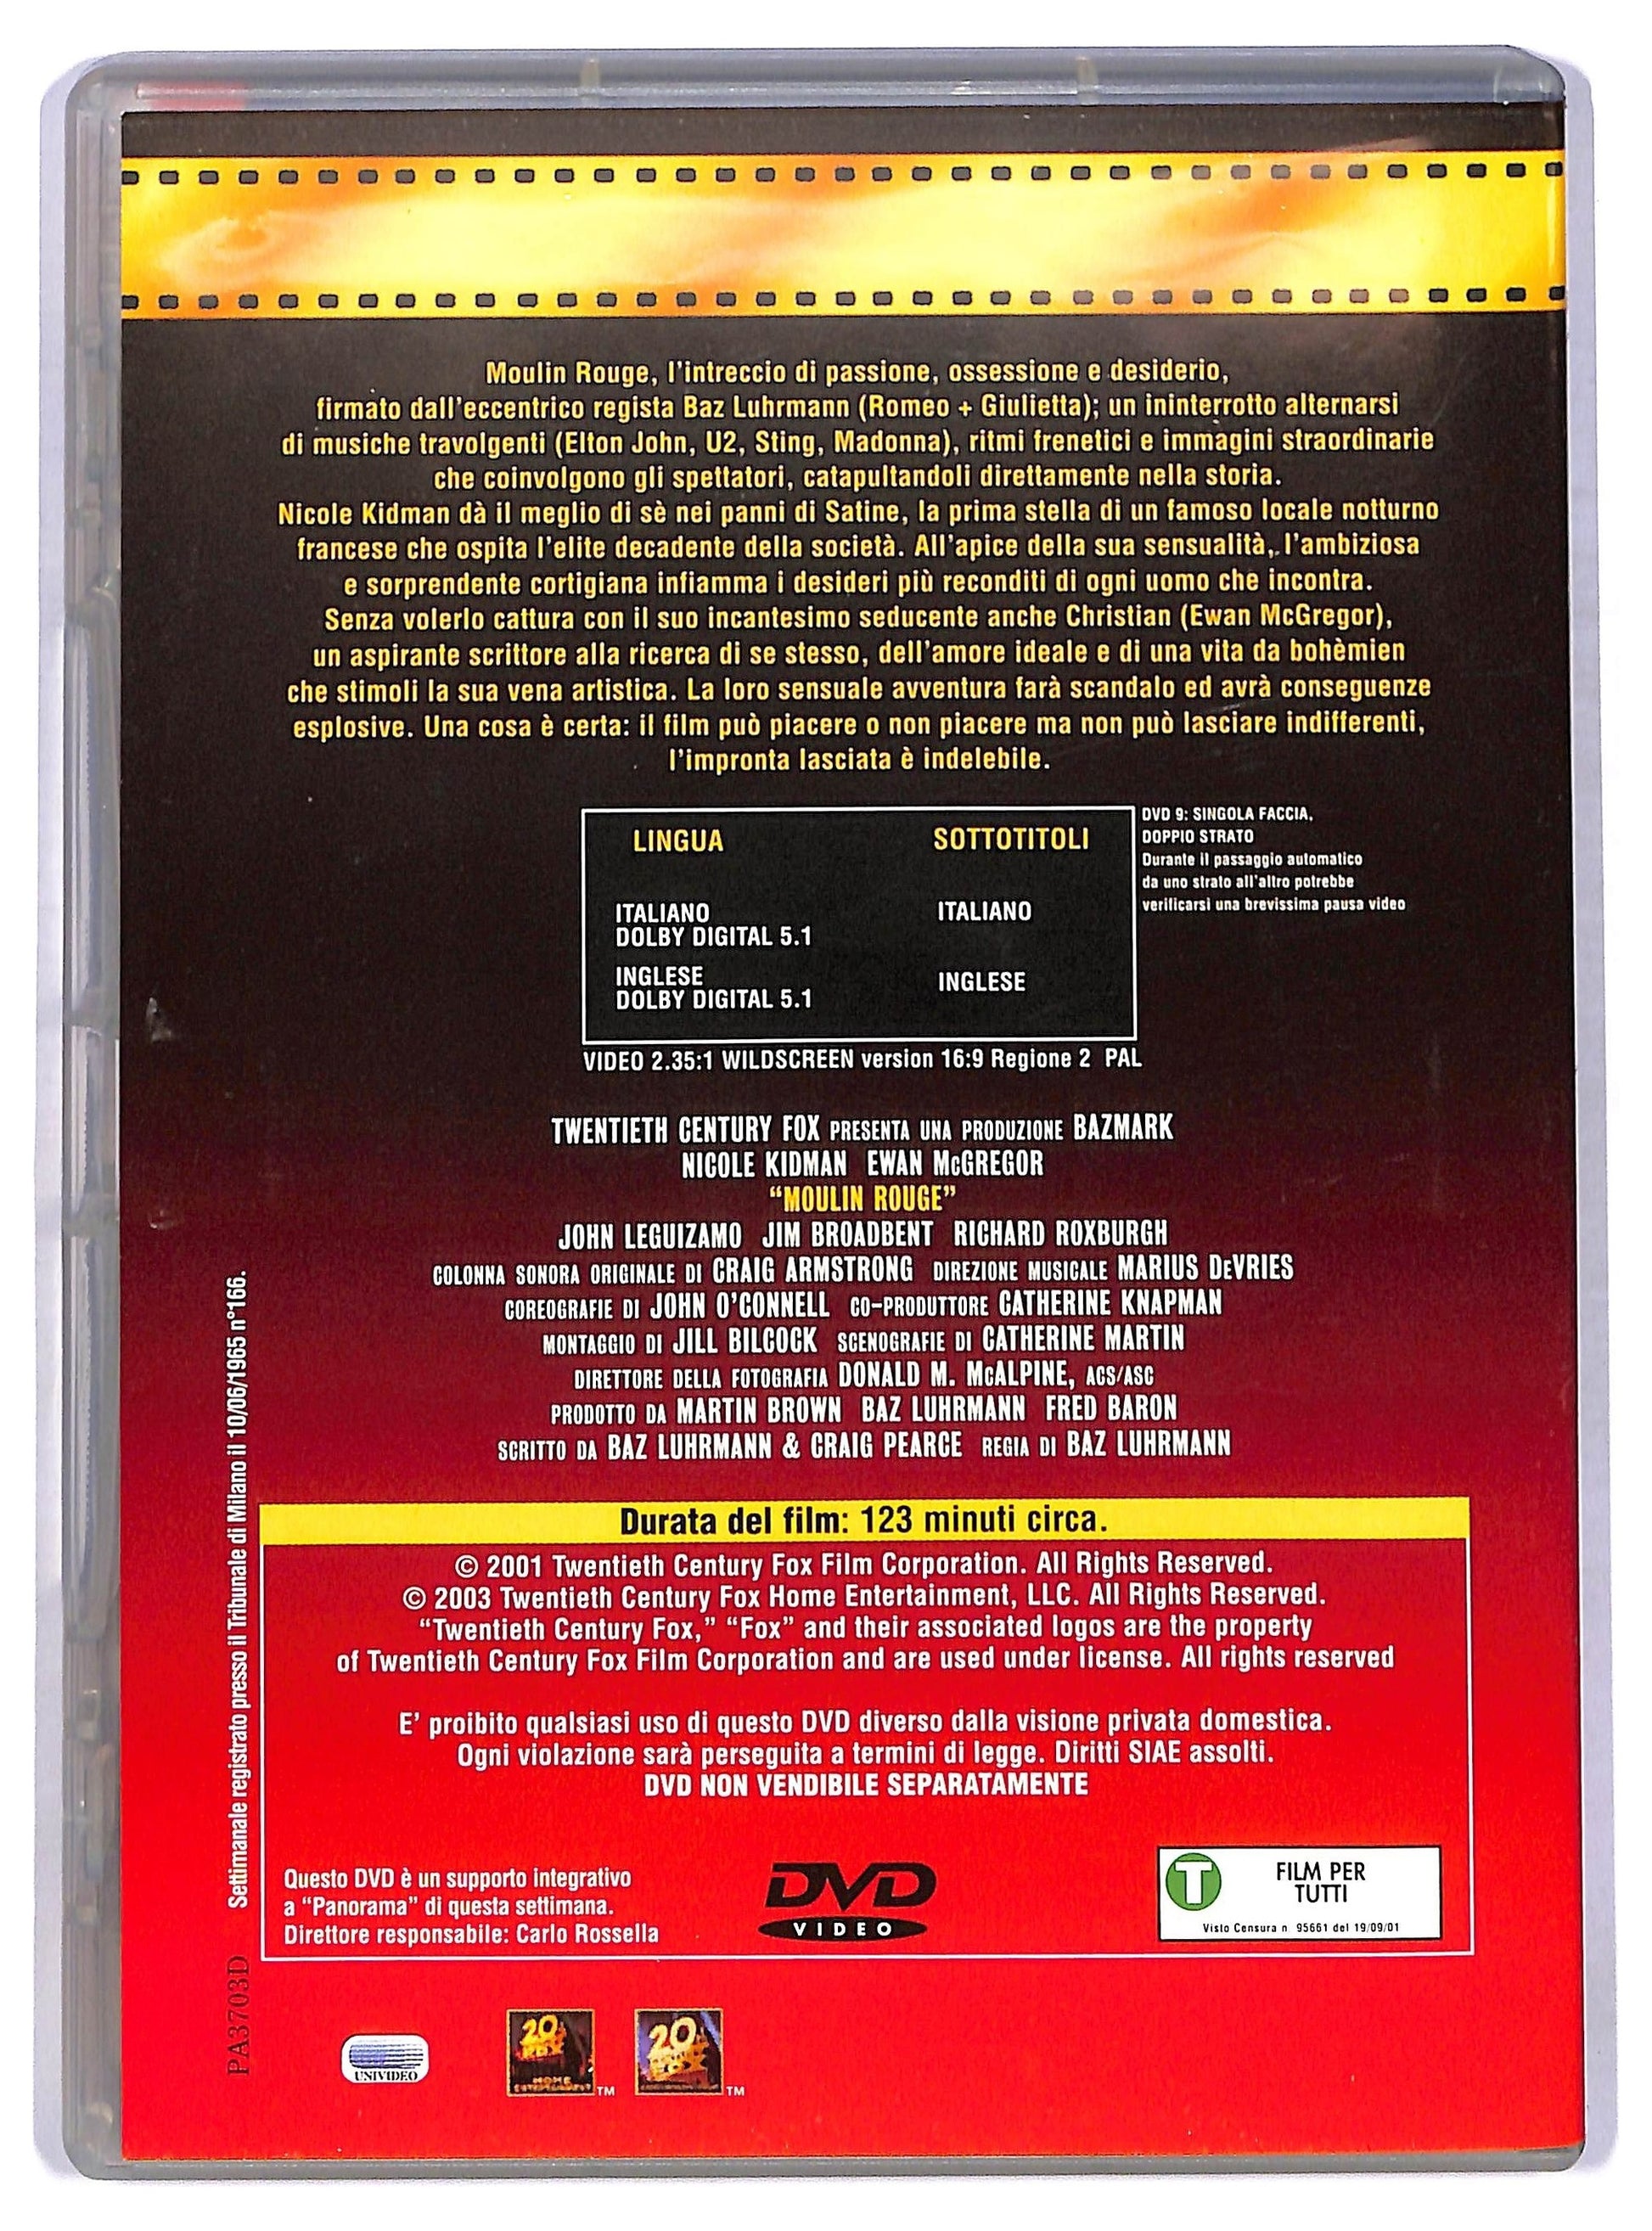 Moulin Rouge, l'intreccio di passione, ossessione e desiderio,
firmato dall'eccentrico regista Baz Luhrmann (Romeo + Giulietta); un ininterrotto alternarsi
di musiche travolgenti (Elton John, U2, Sting, Madonna), ritmi frenetici e immagini straordinarie
che coinvolgono gli spettatori, catapultandoli direttamente nella storia.
Nicole Kidman dà il meglio di sè nei panni di Satine, la prima stella di un famoso locale notturno
francese che ospita l'elite decadente della società. All'apice della sua sensualità, l'ambiziosa
e sorprendente cortigiana infiamma i desideri più reconditi di ogni uomo che incontra.
Senza volerlo cattura con il suo incantesimo seducente anche Christian (Ewan McGregor),
un aspirante scrittore alla ricerca di se stesso, dell'amore ideale e di una vita da bohèmien
che stimoli la sua vena artistica. La loro sensuale avventura farà scandalo ed avrà conseguenze
esplosive. Una cosa è certa: il film può piacere o non piacere ma non può lasciare indifferenti,
l'impronta lasciata è indelebile.
LINGUA SOTTOTITOLI
ITALIANO ITALIANO
DOLBY DIGITAL 5.1
INGLESE INGLESE
DOLBY DIGITAL 5.1
DVD 9: SINGOLA FACCIA,
DOPPIO STRATO
Durante il passaggio automatico
da uno strato all'altro potrebbe
verificarsi una brevissima pausa video
VIDEO 2.35:1 WILDSCREEN version 16:9 Regione 2 PAL
TWENTIETH CENTURY FOX PRESENTA UNA PRODUZIONE BAZMARK
NICOLE KIDMAN EWAN McGREGOR
“MOULIN ROUGE”
JOHN LEGUIZAMO JIM BROADBENT RICHARD ROXBURGH
COLONNA SONORA ORIGINALE DI CRAIG ARMSTRONG DIREZIONE MUSICALE MARIUS DeVRIES
COREOGRAFIE DI JOHN O'CONNELL CO-PRODUTTORE CATHERINE KNAPMAN
MONTAGGIO DI JILL BILCOCK SCENOGRAFIE DI CATHERINE MARTIN
DIRETTORE DELLA FOTOGRAFIA DONALD M. McALPINE, ACS/ASC
PRODOTTO DA MARTIN BROWN BAZ LUHRMANN FRED BARON
SCRITTO DA BAZ LUHRMANN & CRAIG PEARCE REGIA DI BAZ LUHRMANN
Durata del film: 123 minuti circa.
© 2001 Twentieth Century Fox Film Corporation. All Rights Reserved.
© 2003 Twentieth Century Fox Home Entertainment, LLC. All Rights Reserved.
“Twentieth Century Fox,” “Fox” and their associated logos are the property
of Twentieth Century Fox Film Corporation and are used under license. All rights reserved
E' proibito qualsiasi uso di questo DVD diverso dalla visione privata domestica.
Ogni violazione sarà perseguita a termini di legge. Diritti SIAE assolti.
DVD NON VENDIBILE SEPARATAMENTE
Questo DVD è un supporto integrativo
a “Panorama” di questa settimana.
Direttore responsabile: Carlo Rossella
DVD
VIDEO
T
FILM PER
TUTTI
Visto Censura n 95661 del 19/09/01
Settimanale registrato presso il Tribunale di Milano il 10/06/1965 n°166.
PA3703D
UNIVIDEO
20 FOX HOME ENTERTAINMENT TM
20 FOX TM